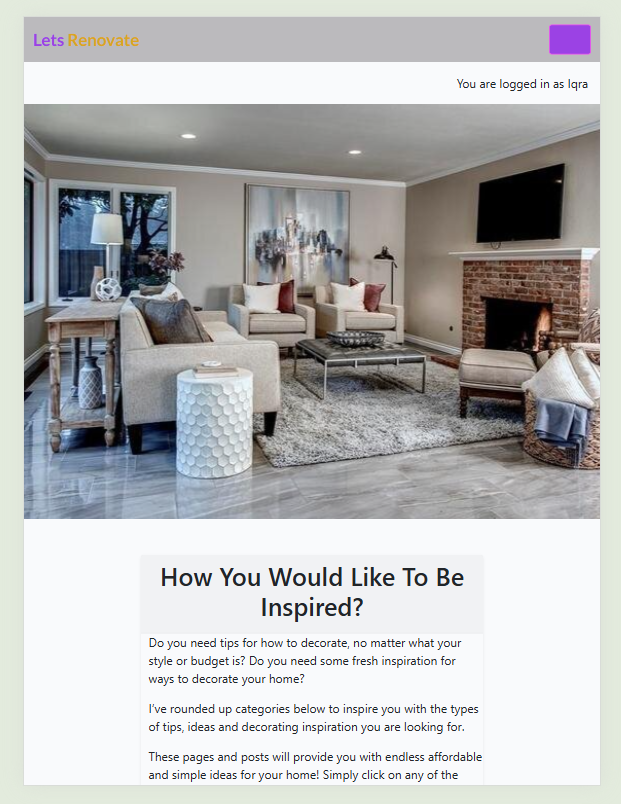 Lets Renovate
You are logged in as Iqra
How You Would Like To Be
Inspired?
Do you need tips for how to decorate, no matter what your
style or budget is? Do you need some fresh inspiration for
ways to decorate your home?
I’ve rounded up categories below to inspire you with the types
of tips, ideas and decorating inspiration you are looking for.
These pages and posts will provide you with endless affordable
and simple ideas for your home! Simply click on any of the